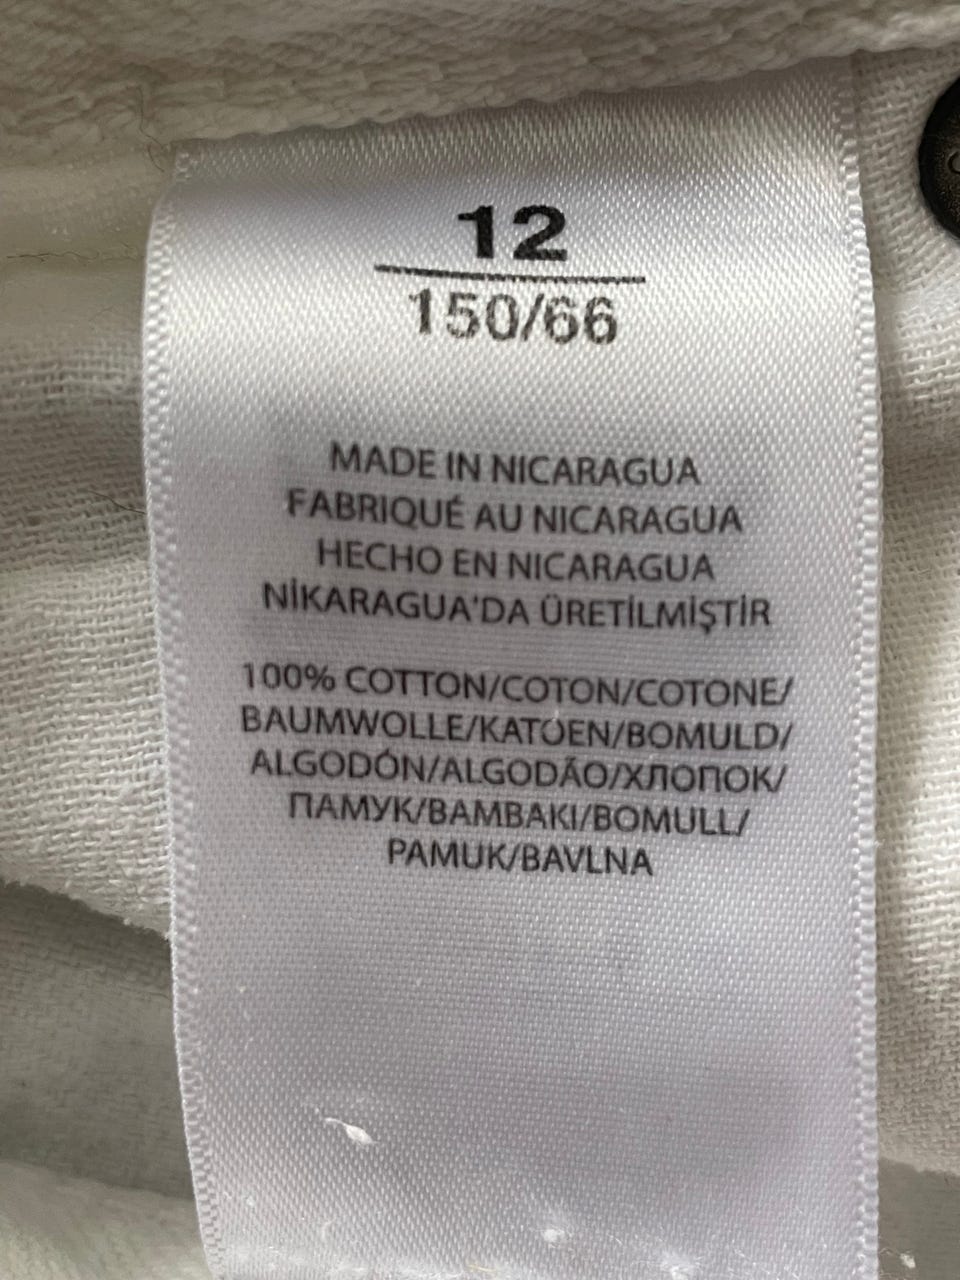 12
150/66
MADE IN NICARAGUA
FABRIQUÉ AU NICARAGUA
HECHO EN NICARAGUA
NİKARAGUA'DA ÜRETİLMİŞTİR
100% COTTON/COTON/COTONE/
BAUMWOLLE/KATOEN/BOMULD/
ALGODÓN/ALGODÃO/ХЛОПОК/
ПАМУК/BAMBAKI/BOMULL/
PAMUK/BAVLNA